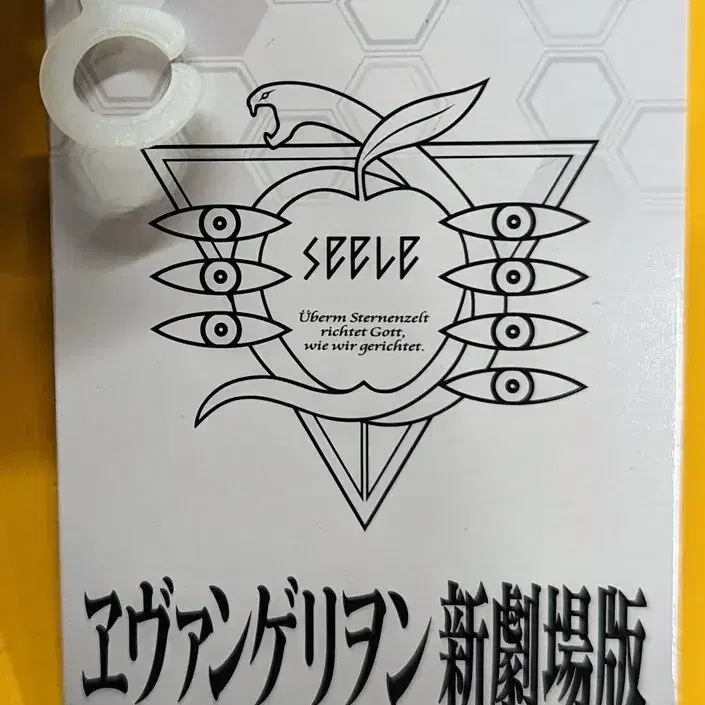 SEELE
Überm Sternenzelt
richtet Gott,
wie wir gerichtet.
ヱヴァンゲリヲン 新劇場版